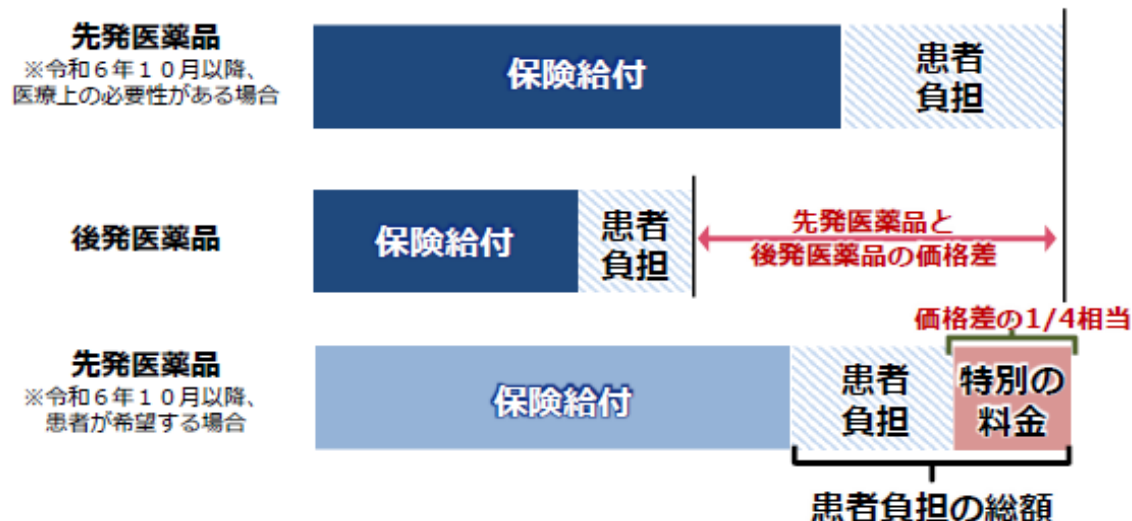 先発医薬品
※令和６年１０月以降、
医療上の必要性がある場合
保険給付
患者
負担
後発医薬品
保険給付
患者
負担
先発医薬品と
後発医薬品の価格差
価格差の1/4相当
先発医薬品
※令和６年１０月以降、
患者が希望する場合
保険給付
患者
負担
特別の
料金
患者負担の総額